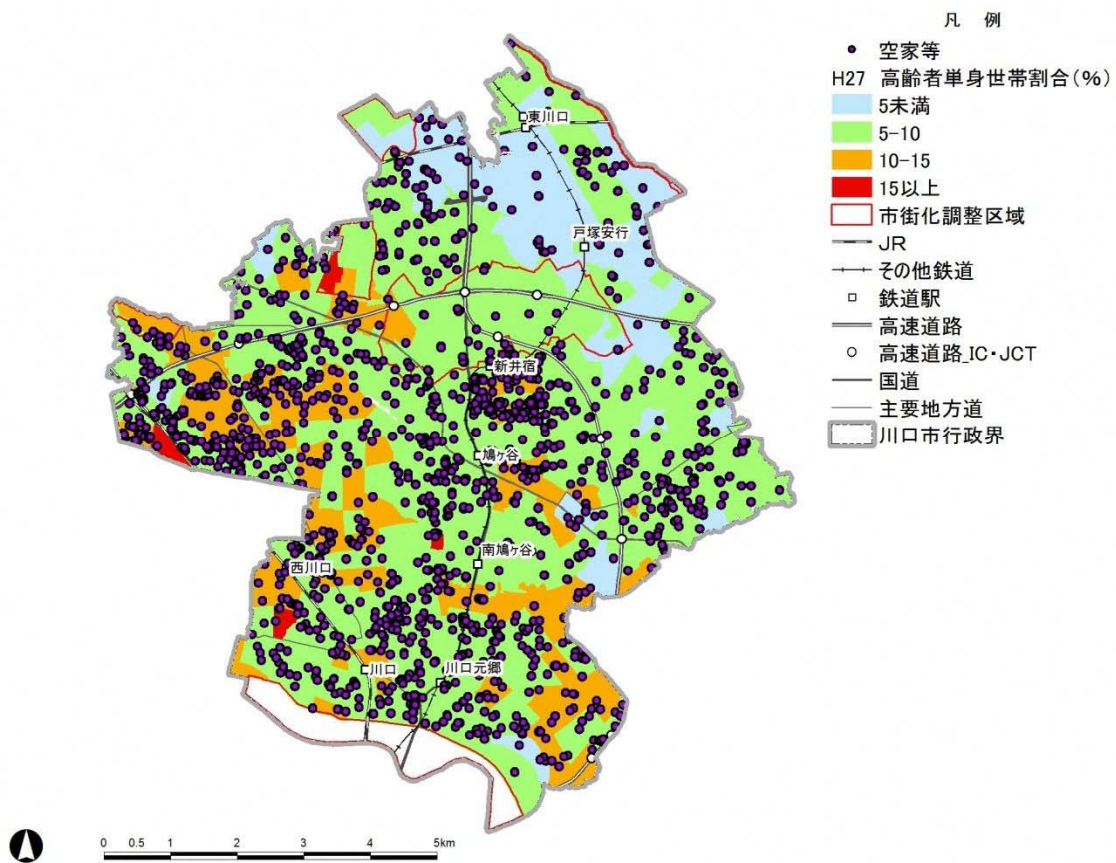 凡 例
空家等
H27 高齢者単身世帯割合(%)
5未満
5-10
10-15
15以上
市街化調整区域
JR
その他鉄道
鉄道駅
高速道路
高速道路_IC・JCT
国道
主要地方道
川口市行政界
東川口
戸塚安行
新井宿
鳩ヶ谷
南鳩ヶ谷
西川口
川口
川口元郷
0 0.5 1 2 3 4 5km